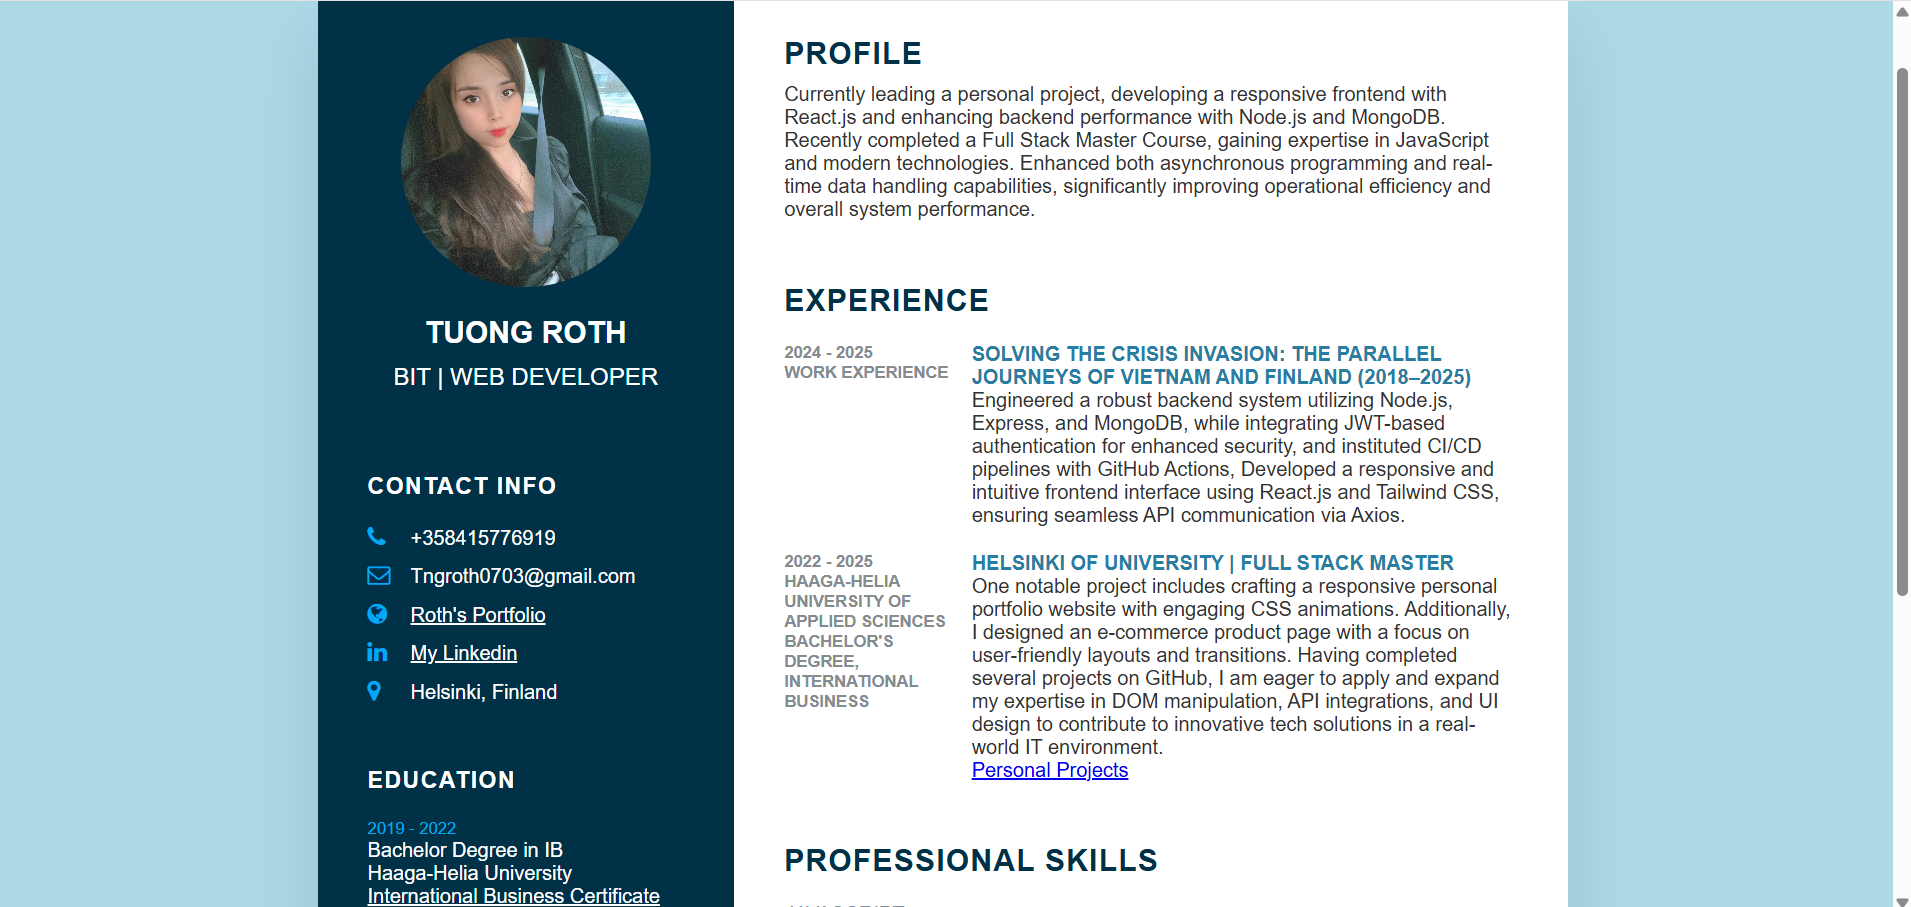 TUONG ROTH
BIT | WEB DEVELOPER
CONTACT INFO
+358415776919
Tngroth0703@gmail.com
Roth's Portfolio
My Linkedin
Helsinki, Finland
EDUCATION
2019 - 2022
Bachelor Degree in IB
Haaga-Helia University
International Business Certificate
PROFILE
Currently leading a personal project, developing a responsive frontend with
React.js and enhancing backend performance with Node.js and MongoDB.
Recently completed a Full Stack Master Course, gaining expertise in JavaScript
and modern technologies. Enhanced both asynchronous programming and real-
time data handling capabilities, significantly improving operational efficiency and
overall system performance.
EXPERIENCE
2024 - 2025
WORK EXPERIENCE
SOLVING THE CRISIS INVASION: THE PARALLEL
JOURNEYS OF VIETNAM AND FINLAND (2018–2025)
Engineered a robust backend system utilizing Node.js,
Express, and MongoDB, while integrating JWT-based
authentication for enhanced security, and instituted CI/CD
pipelines with GitHub Actions, Developed a responsive and
intuitive frontend interface using React.js and Tailwind CSS,
ensuring seamless API communication via Axios.
2022 - 2025
HAAGA-HELIA
UNIVERSITY OF
APPLIED SCIENCES
BACHELOR'S
DEGREE,
INTERNATIONAL
BUSINESS
HELSINKI OF UNIVERSITY | FULL STACK MASTER
One notable project includes crafting a responsive personal
portfolio website with engaging CSS animations. Additionally,
I designed an e-commerce product page with a focus on
user-friendly layouts and transitions. Having completed
several projects on GitHub, I am eager to apply and expand
my expertise in DOM manipulation, API integrations, and UI
design to contribute to innovative tech solutions in a real-
world IT environment.
Personal Projects
PROFESSIONAL SKILLS